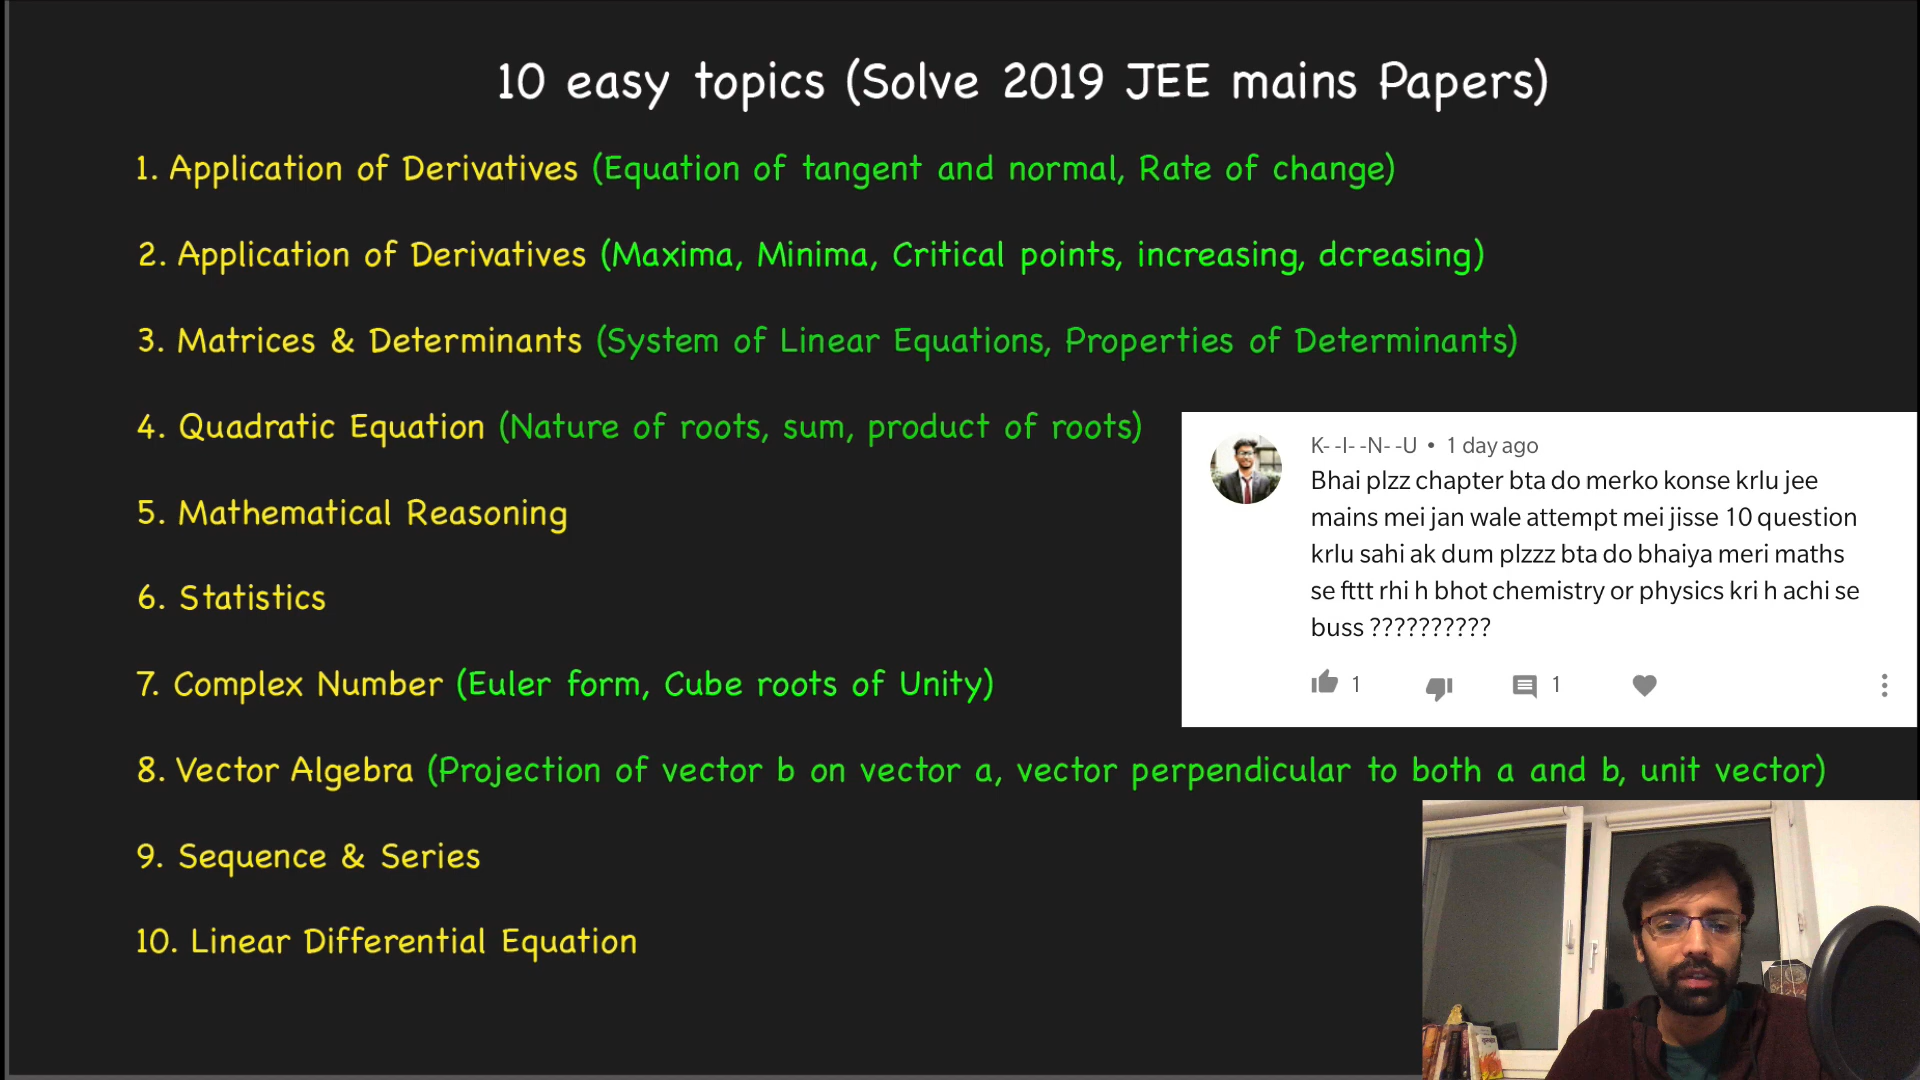 10 easy topics (Solve 2019 JEE mains Papers)
1. Application of Derivatives (Equation of tangent and normal, Rate of change)
2. Application of Derivatives (Maxima, Minima, Critical points, increasing, dcreasing)
3. Matrices & Determinants (System of Linear Equations, Properties of Determinants)
4. Quadratic Equation (Nature of roots, sum, product of roots)
5. Mathematical Reasoning
6. Statistics
7. Complex Number (Euler form, Cube roots of Unity)
8. Vector Algebra (Projection of vector b on vector a, vector perpendicular to both a and b, unit vector)
9. Sequence & Series
10. Linear Differential Equation
K- -I- -N- -U • 1 day ago
Bhai plzz chapter bta do merko konse krlu jee
mains mei jan wale attempt mei jisse 10 question
krlu sahi ak dum plzzz bta do bhaiya meri maths
se fttt rhi h bhot chemistry or physics kri h achi se
buss ??????????
1 1